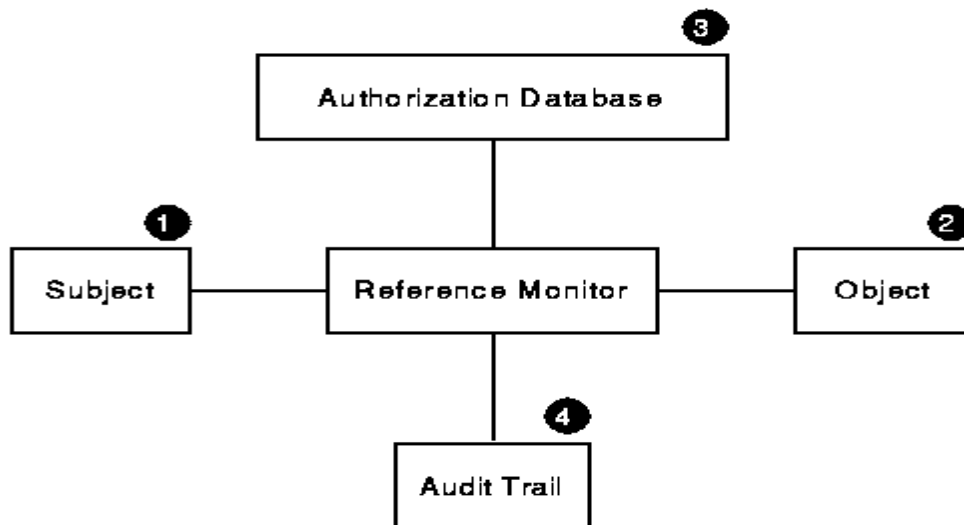 3
Authorization Database
1
2
Subject
Reference Monitor
Object
4
Audit Trail